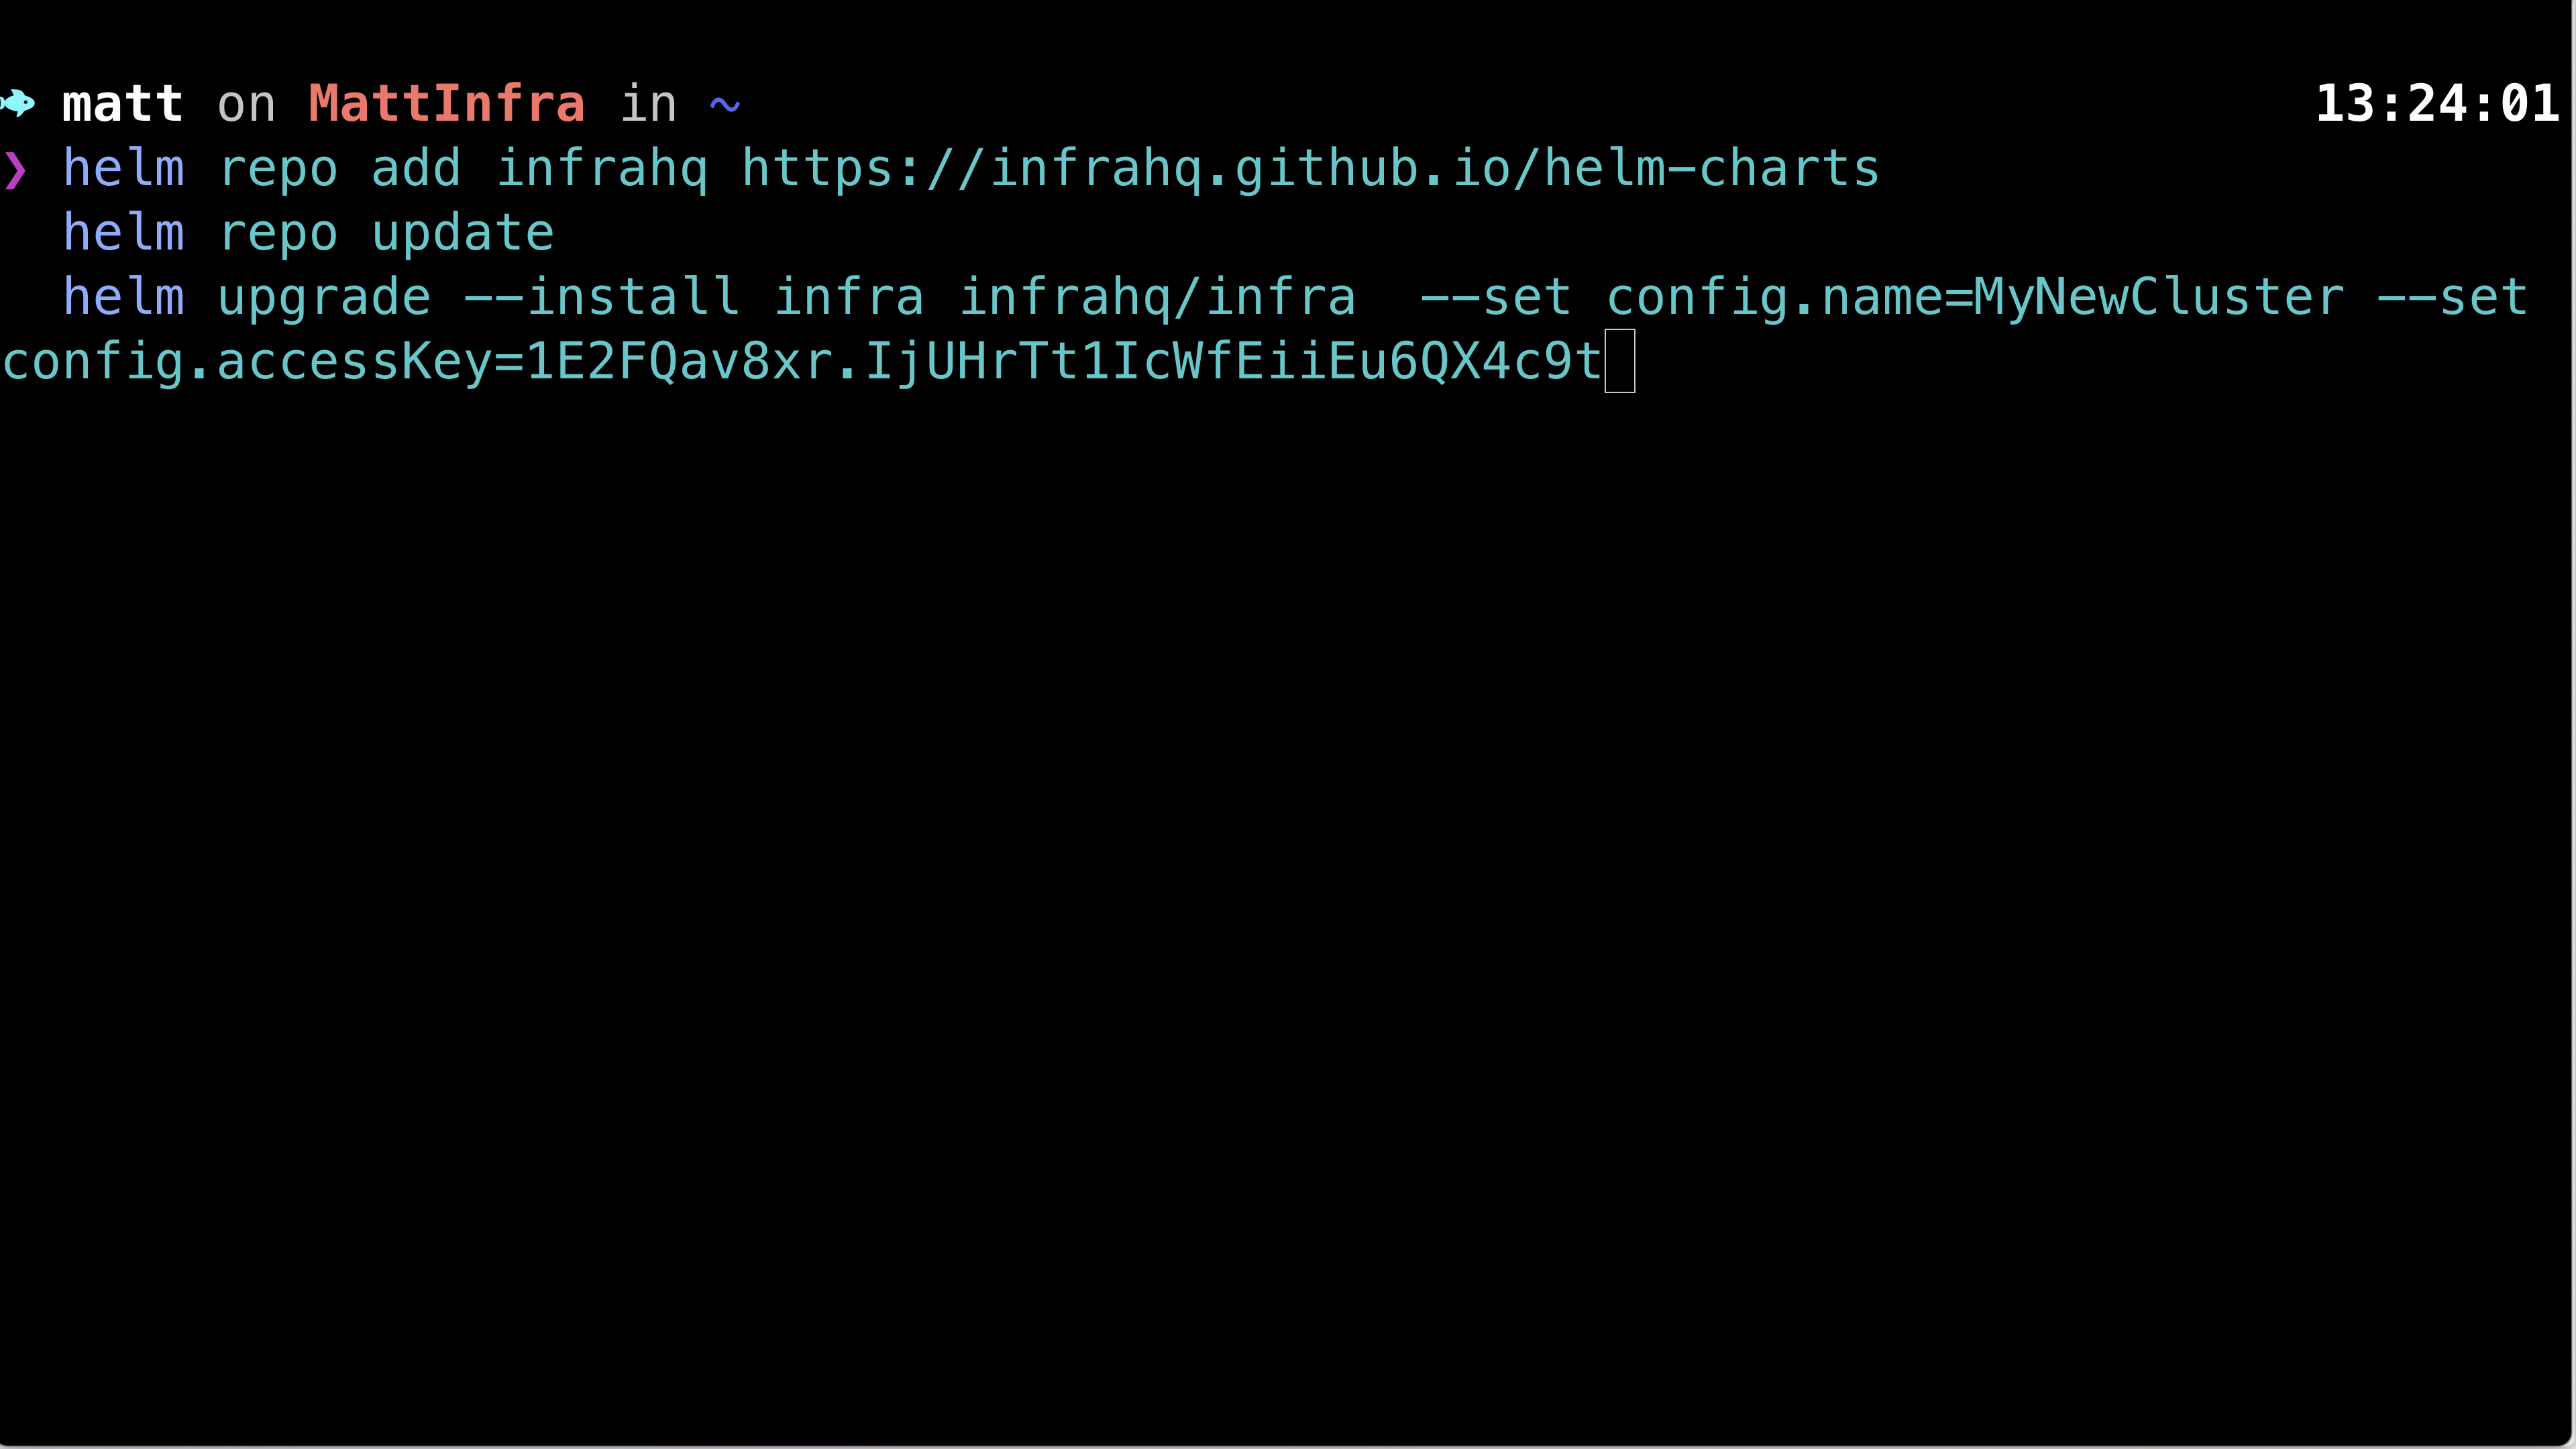 matt on MattInfra in ~ 13:24:01
❯ helm repo add infrahq https://infrahq.github.io/helm-charts
helm repo update
helm upgrade --install infra infrahq/infra  --set config.name=MyNewCluster --set
config.accessKey=1E2FQav8xr.IjUHrTt1IcWfEiiEu6QX4c9t